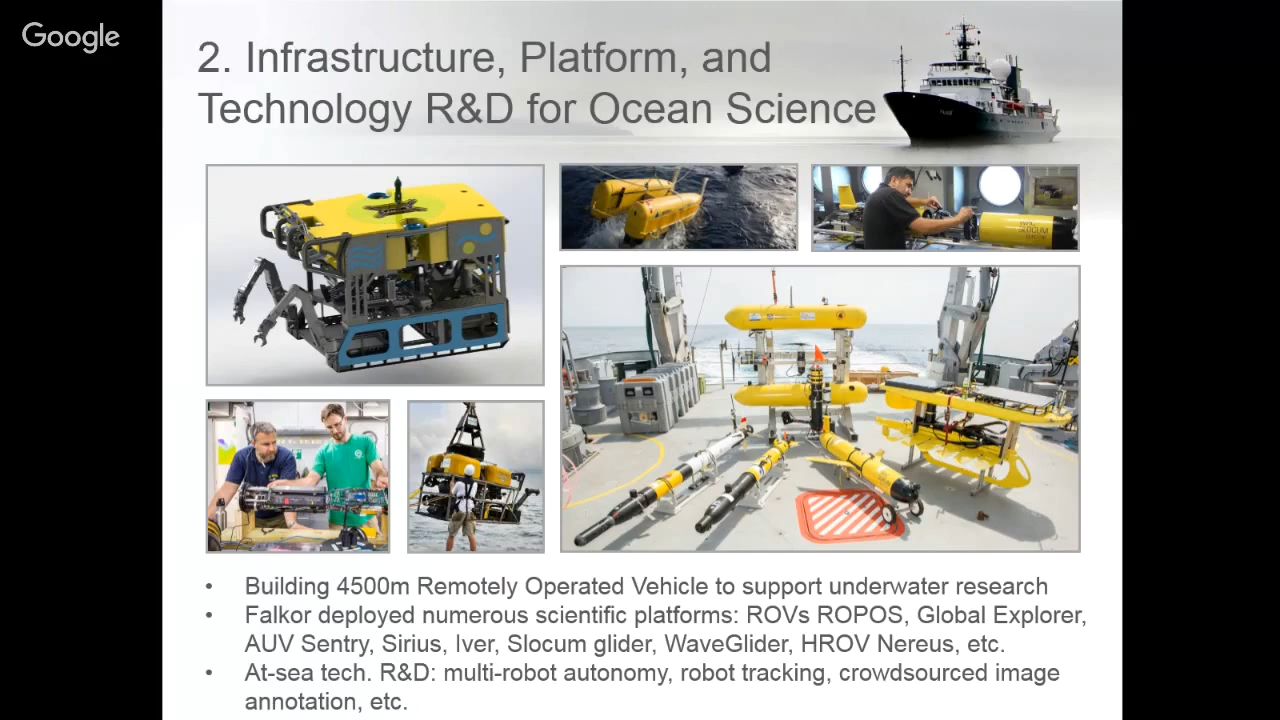 Google
2. Infrastructure, Platform, and
Technology R&D for Ocean Science
SLOCUM
• Building 4500m Remotely Operated Vehicle to support underwater research
• Falkor deployed numerous scientific platforms: ROVs ROPOS, Global Explorer,
AUV Sentry, Sirius, Iver, Slocum glider, WaveGlider, HROV Nereus, etc.
• At-sea tech. R&D: multi-robot autonomy, robot tracking, crowdsourced image
annotation, etc.